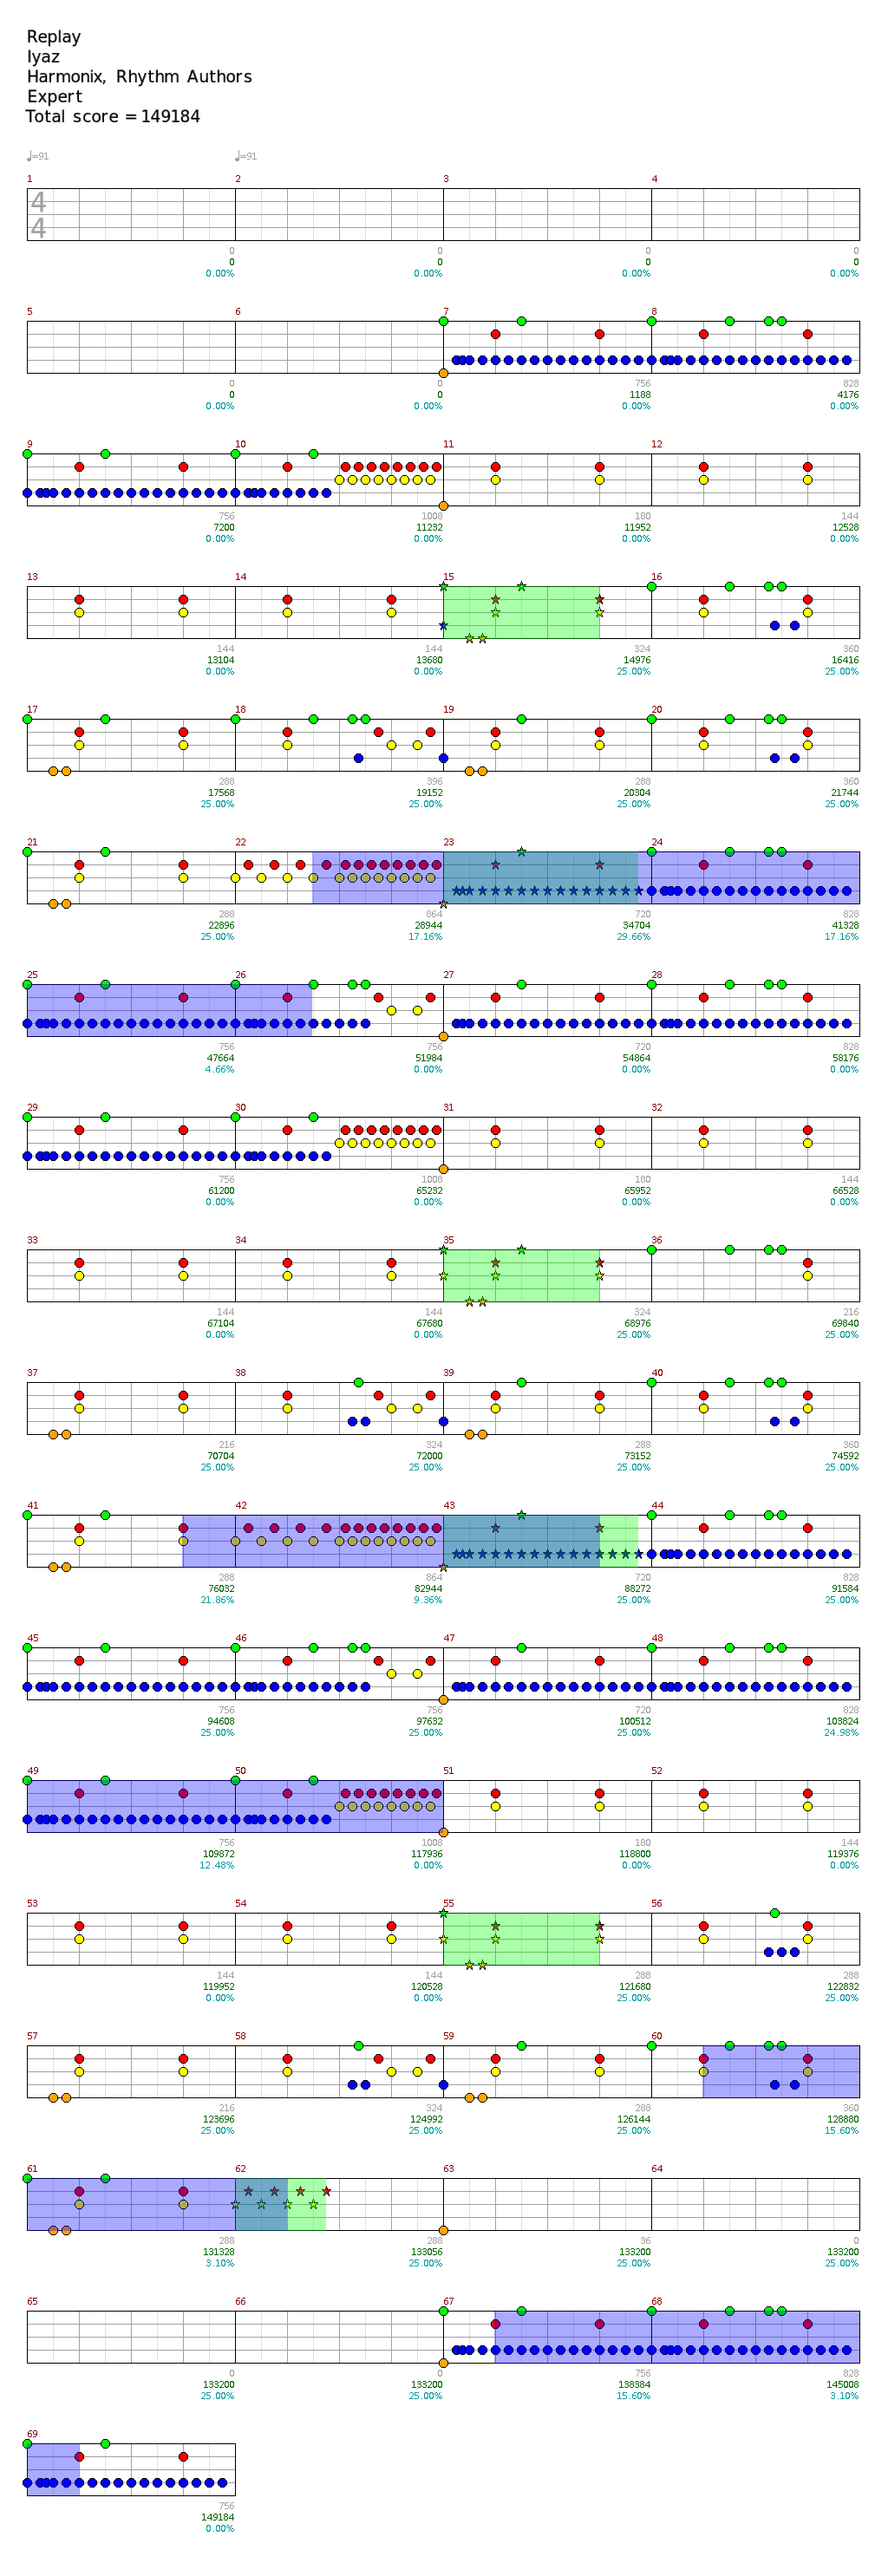 Replay
Iyaz
Harmonix, Rhythm Authors
Expert
Total score = 149184
♩=91 ♩=91
1 2 3 4
4
4
0 0 0 0
0 0 0 0
0.00% 0.00% 0.00% 0.00%
5 6 7 8
0 0 756 828
0 0 1188 4176
0.00% 0.00% 0.00% 0.00%
9 10 11 12
756 1008 180 144
7200 11232 11952 12528
0.00% 0.00% 0.00% 0.00%
13 14 15 16
144 144 324 360
13104 13680 14976 16416
0.00% 0.00% 25.00% 25.00%
17 18 19 20
288 396 288 360
17568 19152 20304 21744
25.00% 25.00% 25.00% 25.00%
21 22 23 24
288 864 720 828
22896 28944 34704 41328
25.00% 17.16% 29.66% 17.16%
25 26 27 28
756 756 720 828
47664 51984 54864 58176
4.66% 0.00% 0.00% 0.00%
29 30 31 32
756 1008 180 144
61200 65232 65952 66528
0.00% 0.00% 0.00% 0.00%
33 34 35 36
144 144 324 216
67104 67680 68976 69840
0.00% 0.00% 25.00% 25.00%
37 38 39 40
216 324 288 360
70704 72000 73152 74592
25.00% 25.00% 25.00% 25.00%
41 42 43 44
288 864 720 828
76032 82944 88272 91584
21.86% 9.36% 25.00% 25.00%
45 46 47 48
756 756 720 828
94608 97632 100512 103824
25.00% 25.00% 25.00% 24.98%
49 50 51 52
756 1008 180 144
109872 117936 118800 119376
12.48% 0.00% 0.00% 0.00%
53 54 55 56
144 144 288 288
119952 120528 121680 122832
0.00% 0.00% 25.00% 25.00%
57 58 59 60
216 324 288 360
123696 124992 126144 128880
25.00% 25.00% 25.00% 15.60%
61 62 63 64
288 288 36 0
131328 133056 133200 133200
3.10% 25.00% 25.00% 25.00%
65 66 67 68
0 0 756 828
133200 133200 138384 145008
25.00% 25.00% 15.60% 3.10%
69
756
149184
0.00%